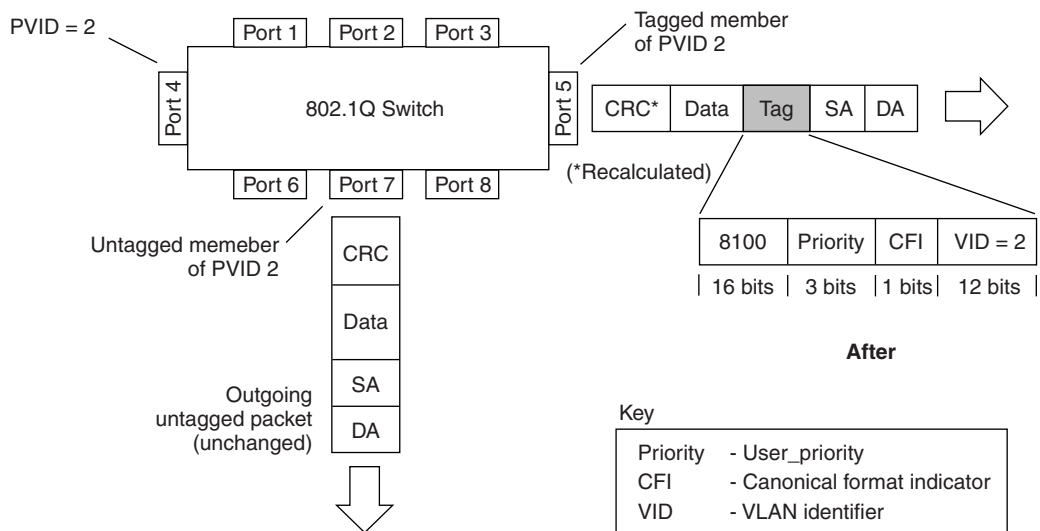 PVID = 2
Port 1
Port 2
Port 3
Tagged member
of PVID 2
Port 4
802.1Q Switch
Port 5
CRC*
Data
Tag
SA
DA
(*Recalculated)
Port 6
Port 7
Port 8
Untagged memeber
of PVID 2
CRC
Data
SA
DA
8100
Priority
CFI
VID = 2
16 bits
3 bits
1 bits
12 bits
After
Outgoing
untagged packet
(unchanged)
Key
Priority - User_priority
CFI - Canonical format indicator
VID - VLAN identifier